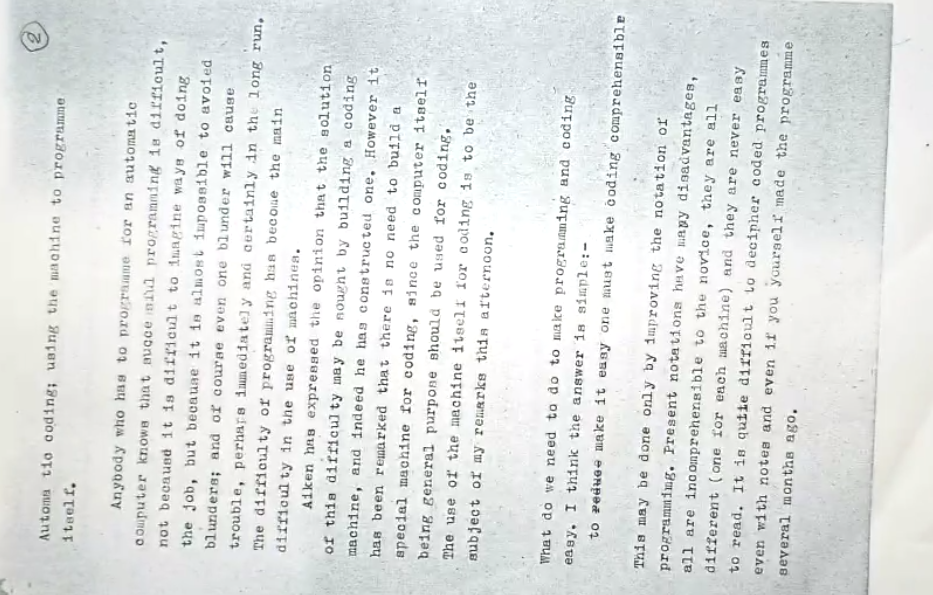 2
Automa tic coding; using the machine to programme
itself.
Anybody who has to programme for an automatic
computer knows that programming is difficult,
not becaued it is difficult to imagine ways of doing
the job, but because it is almost impossible to avoied
blunders; and of course even one blunder will cause
trouble, perhaps immediately and certainly in the long run.
The difficulty of programming has become the main
difficulty in the use of machines.
Aiken has expressed the opinion that the solution
of this difficulty may be sought by building a coding
machine, and indeed he has constructed one. However it
has been remarked that there is no need to build a
special machine for coding, since the computer itself
being general purpose should be used for coding.
The use of the machine itself for coding is to be the
subject of my remarks this afternoon.
What do we need to do to make programming and coding
easy. I think the answer is simple:-
to reduce make it easy one must make coding comprehensible
This may be done only by improving the notation of
programming. Present notations have many disadvantages,
all are incomprehensible to the novice, they are all
different (one for each machine) and they are never easy
to read. It is quite difficult to decipher coded programmes
even with notes and even if you yourself made the programme
several months ago.